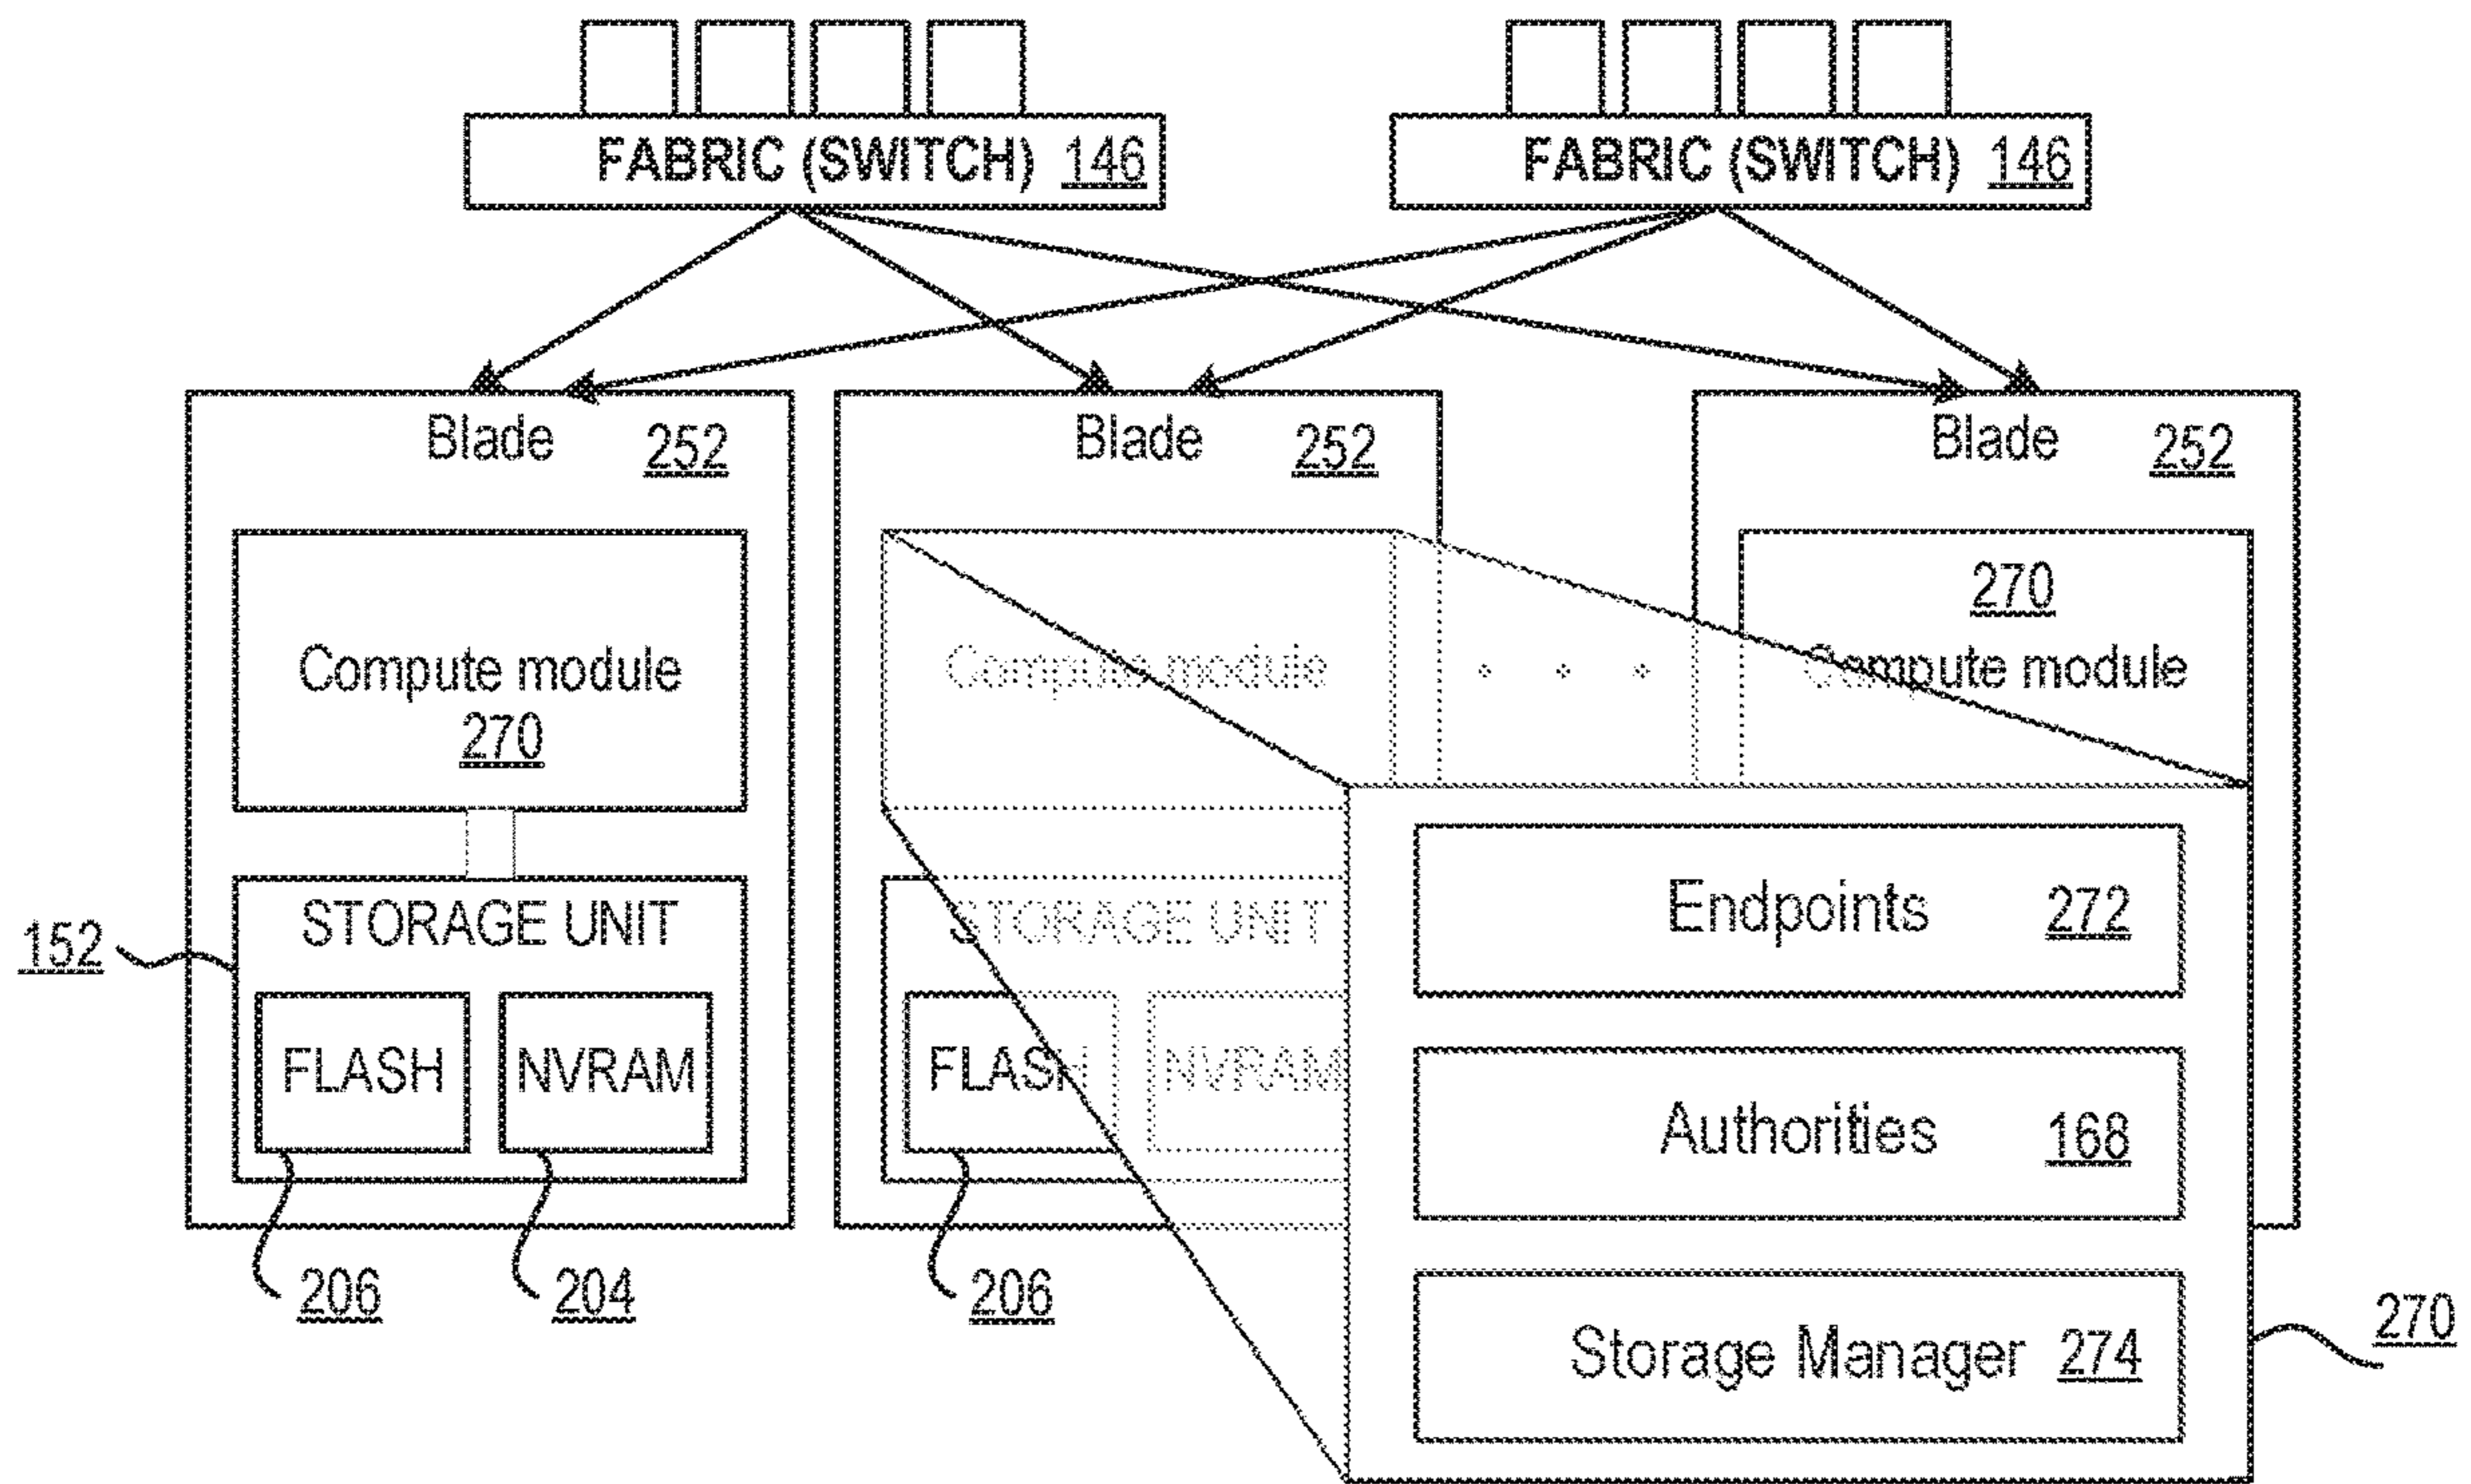 FABRIC (SWITCH) 146
FABRIC (SWITCH) 146
Blade 252
Blade 252
Blade 252
Compute module
270
Compute module
270
Compute module
STORAGE UNIT
152
FLASH
NVRAM
206
204
STORAGE UNIT
FLASH
NVRAM
206
Endpoints 272
Authorities 168
Storage Manager 274
270